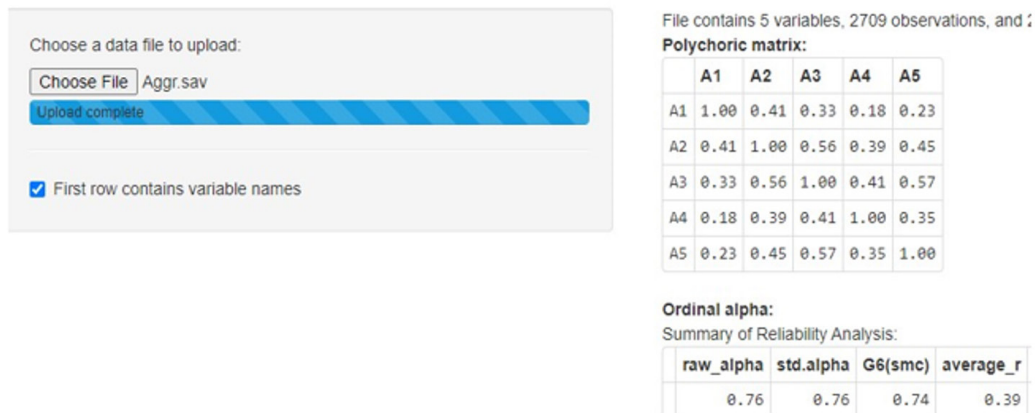 Choose a data file to upload:
Choose File Aggr.sav
Upload complete
First row contains variable names
File contains 5 variables, 2709 observations, and
Polychoric matrix:
A1 A2 A3 A4 A5
A1 1.00 0.41 0.33 0.18 0.23
A2 0.41 1.00 0.56 0.39 0.45
A3 0.33 0.56 1.00 0.41 0.57
A4 0.18 0.39 0.41 1.00 0.35
A5 0.23 0.45 0.57 0.35 1.00
Ordinal alpha:
Summary of Reliability Analysis:
raw_alpha std.alpha G6(smc) average_r
0.76 0.76 0.74 0.39